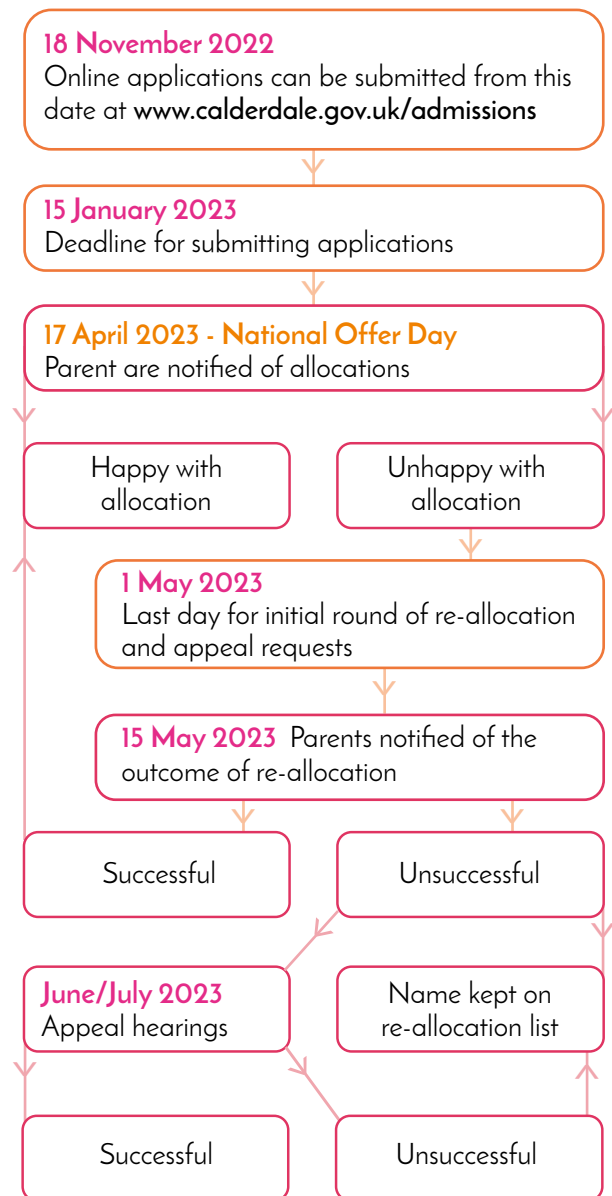 18 November 2022
Online applications can be submitted from this
date at www.calderdale.gov.uk/admissions
15 January 2023
Deadline for submitting applications
17 April 2023 - National Offer Day
Parent are notified of allocations
Happy with
allocation
Unhappy with
allocation
1 May 2023
Last day for initial round of re-allocation
and appeal requests
15 May 2023 Parents notified of the
outcome of re-allocation
Successful
Unsuccessful
June/July 2023
Appeal hearings
Name kept on
re-allocation list
Successful
Unsuccessful